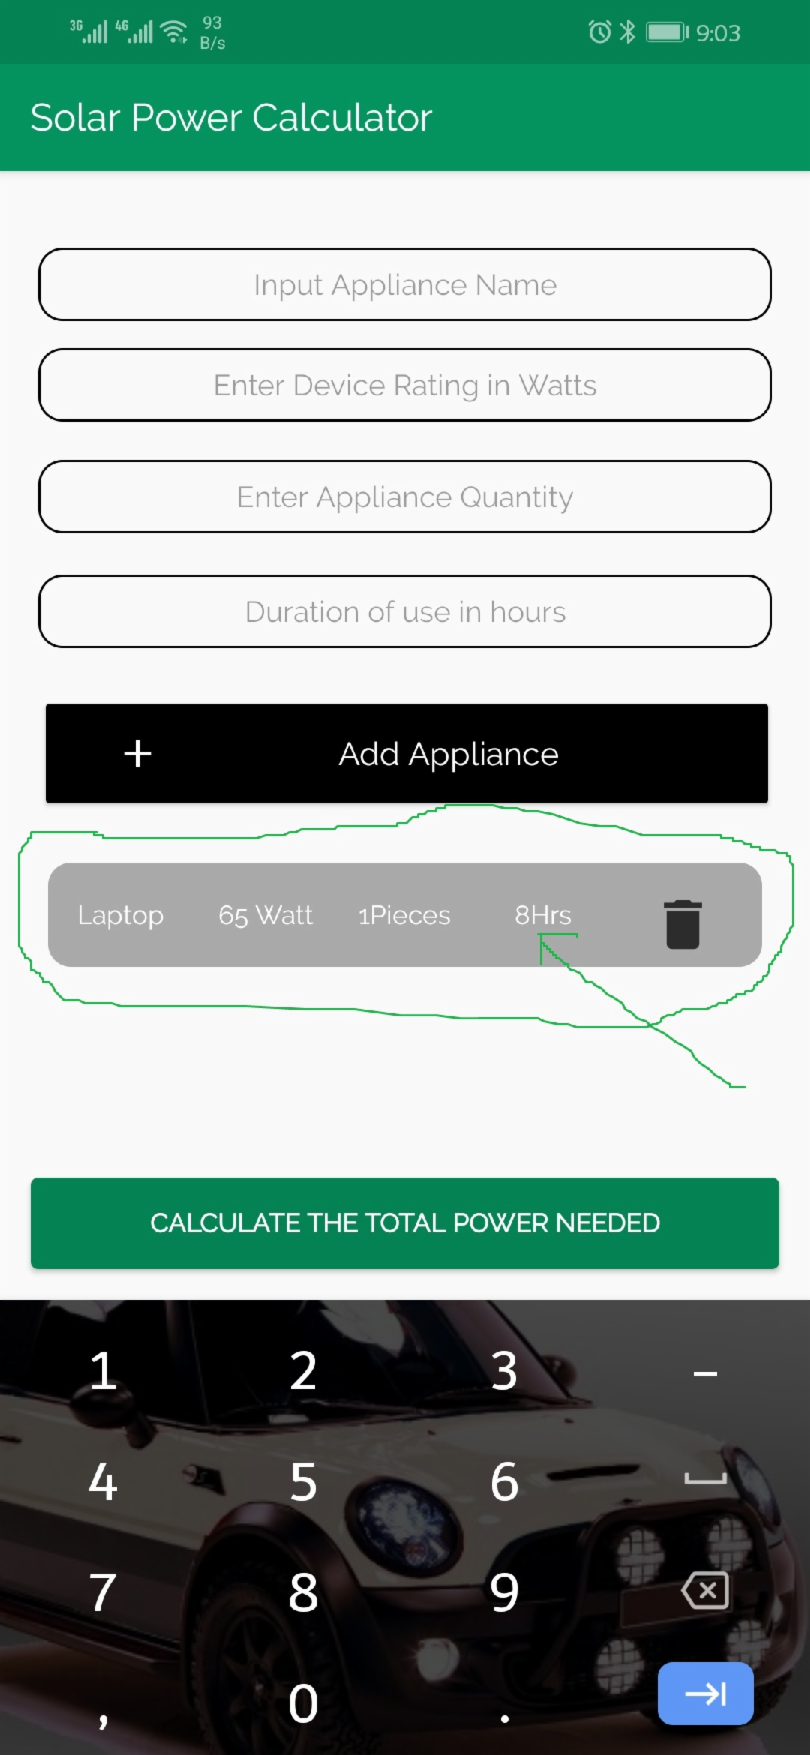 3G 4G 93 B/s 9:03
Solar Power Calculator
Input Appliance Name
Enter Device Rating in Watts
Enter Appliance Quantity
Duration of use in hours
+ Add Appliance
Laptop 65 Watt 1Pieces 8Hrs
CALCULATE THE TOTAL POWER NEEDED
1 2 3 -
4 5 6
7 8 9
, 0 .